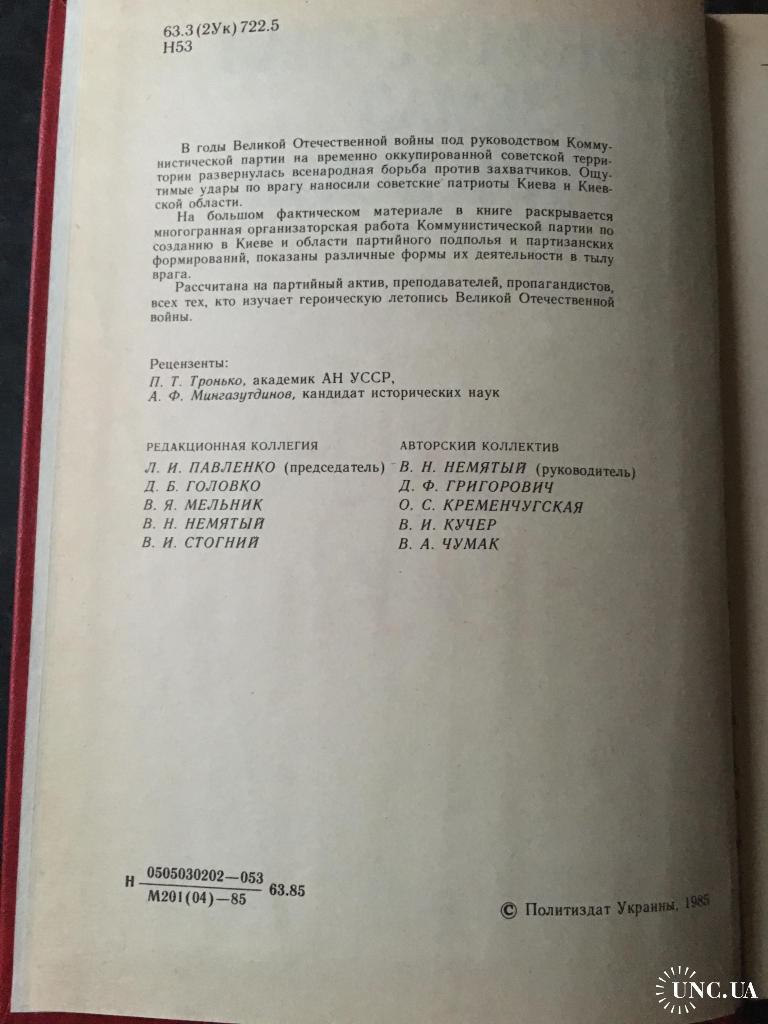 63.3(2Ук)722.5
Н53
В годы Великой Отечественной войны под руководством Комму-
нистической партии на временно оккупированной советской терри-
тории развернулась всенародная борьба против захватчиков. Ощу-
тимые удары по врагу наносили советские патриоты Киева и Киев-
ской области.
На большом фактическом материале в книге раскрывается
многогранная организаторская работа Коммунистической партии по
созданию в Киеве и области партийного подполья и партизанских
формирований, показаны различные формы их деятельности в тылу
врага.
Рассчитана на партийный актив, преподавателей, пропагандистов,
всех тех, кто изучает героическую летопись Великой Отечественной
войны.
Рецензенты:
П. Т. Тронько, академик АН УССР,
А. Ф. Мингазутдинов, кандидат исторических наук
РЕДАКЦИОННАЯ КОЛЛЕГИЯ
Л. И. ПАВЛЕНКО (председатель)
Д. Б. ГОЛОВКО
В. Я. МЕЛЬНИК
В. Н. НЕМЯТЫЙ
В. И. СТОГНИЙ
АВТОРСКИЙ КОЛЛЕКТИВ
В. Н. НЕМЯТЫЙ (руководитель)
Д. Ф. ГРИГОРОВИЧ
О. С. КРЕМЕНЧУГСКАЯ
В. И. КУЧЕР
В. А. ЧУМАК
Н 0505030202—053 63.85
М201(04)—85
© Политиздат Украины, 1985
UNC.UA